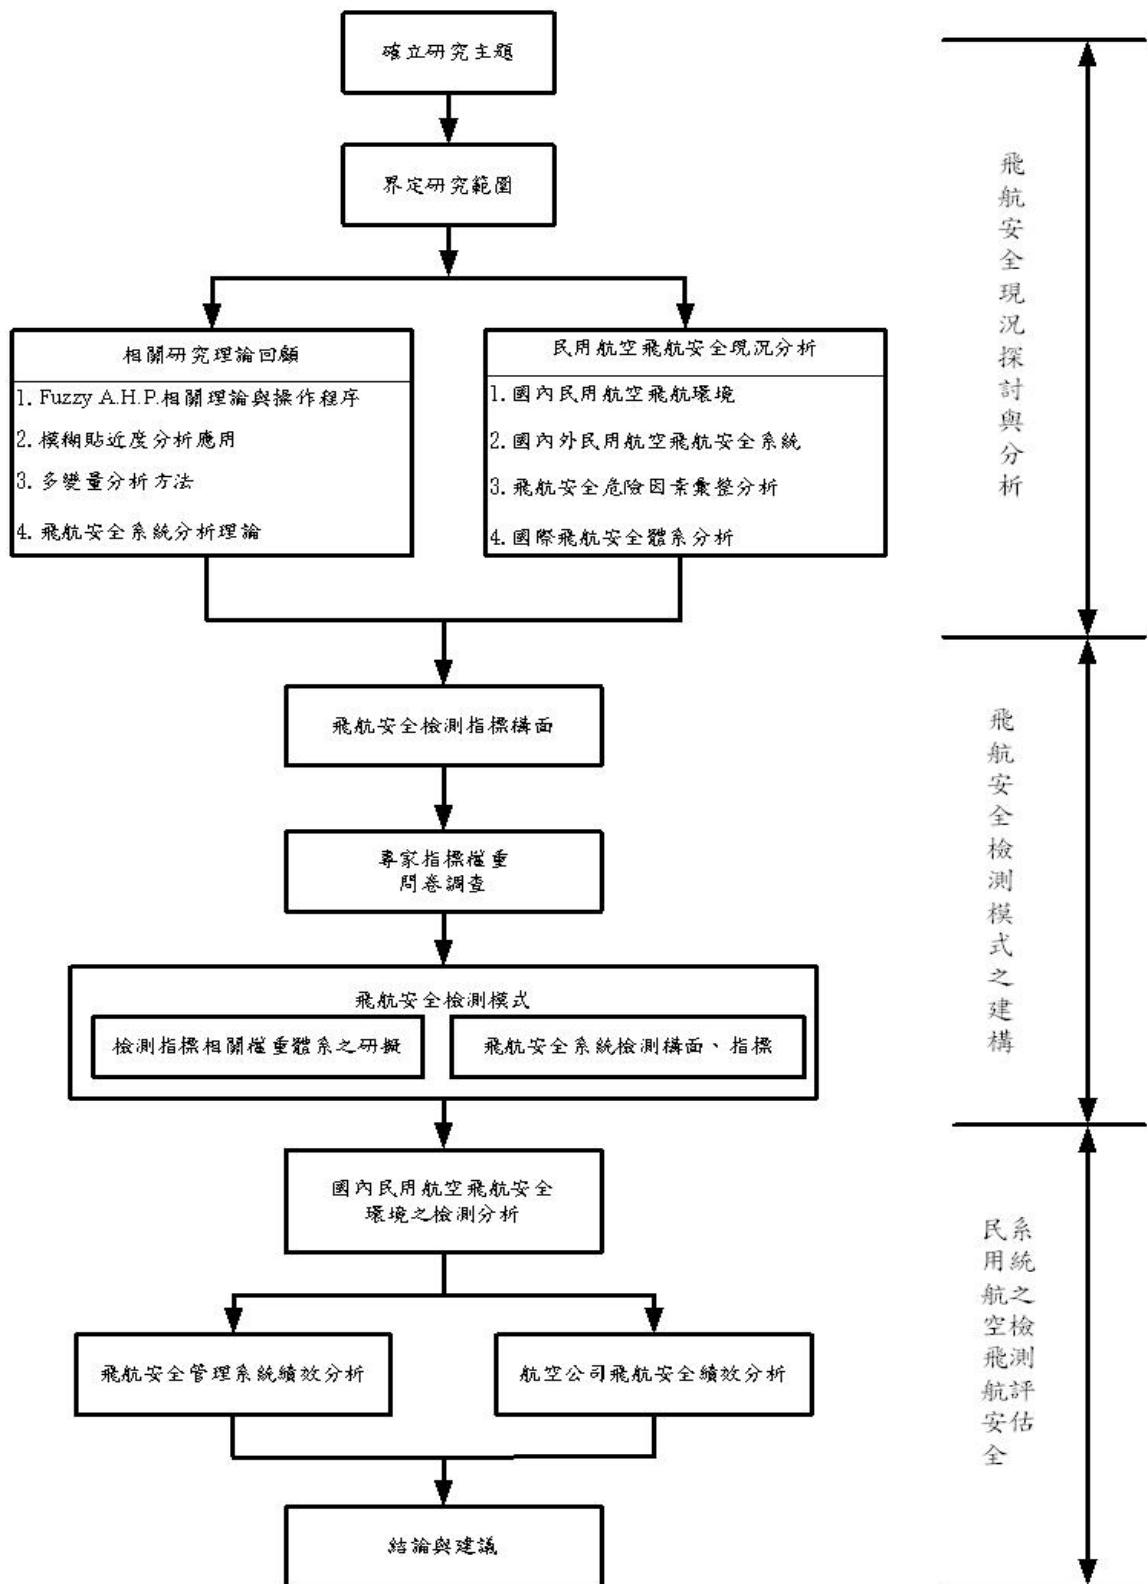 確立研究主題
界定研究範圍
相關研究理論回顧
1. Fuzzy A.H.P.相關理論與操作程序
2. 模糊貼近度分析應用
3. 多變量分析方法
4. 飛航安全系統分析理論
民用航空飛航安全現況分析
1. 國內民用航空飛航環境
2. 國內外民用航空飛航安全系統
3. 飛航安全危險因素彙整分析
4. 國際飛航安全體系分析
飛航安全現況探討與分析
飛航安全檢測指標構面
專家指標權重
問卷調查
飛航安全檢測模式
檢測指標相關權重體系之研擬
飛航安全系統檢測構面、指標
飛航安全檢測模式之建構
國內民用航空飛航安全
環境之檢測分析
飛航安全管理系統績效分析
航空公司飛航安全績效分析
結論與建議
民用航空飛航安全
系統之檢測評估